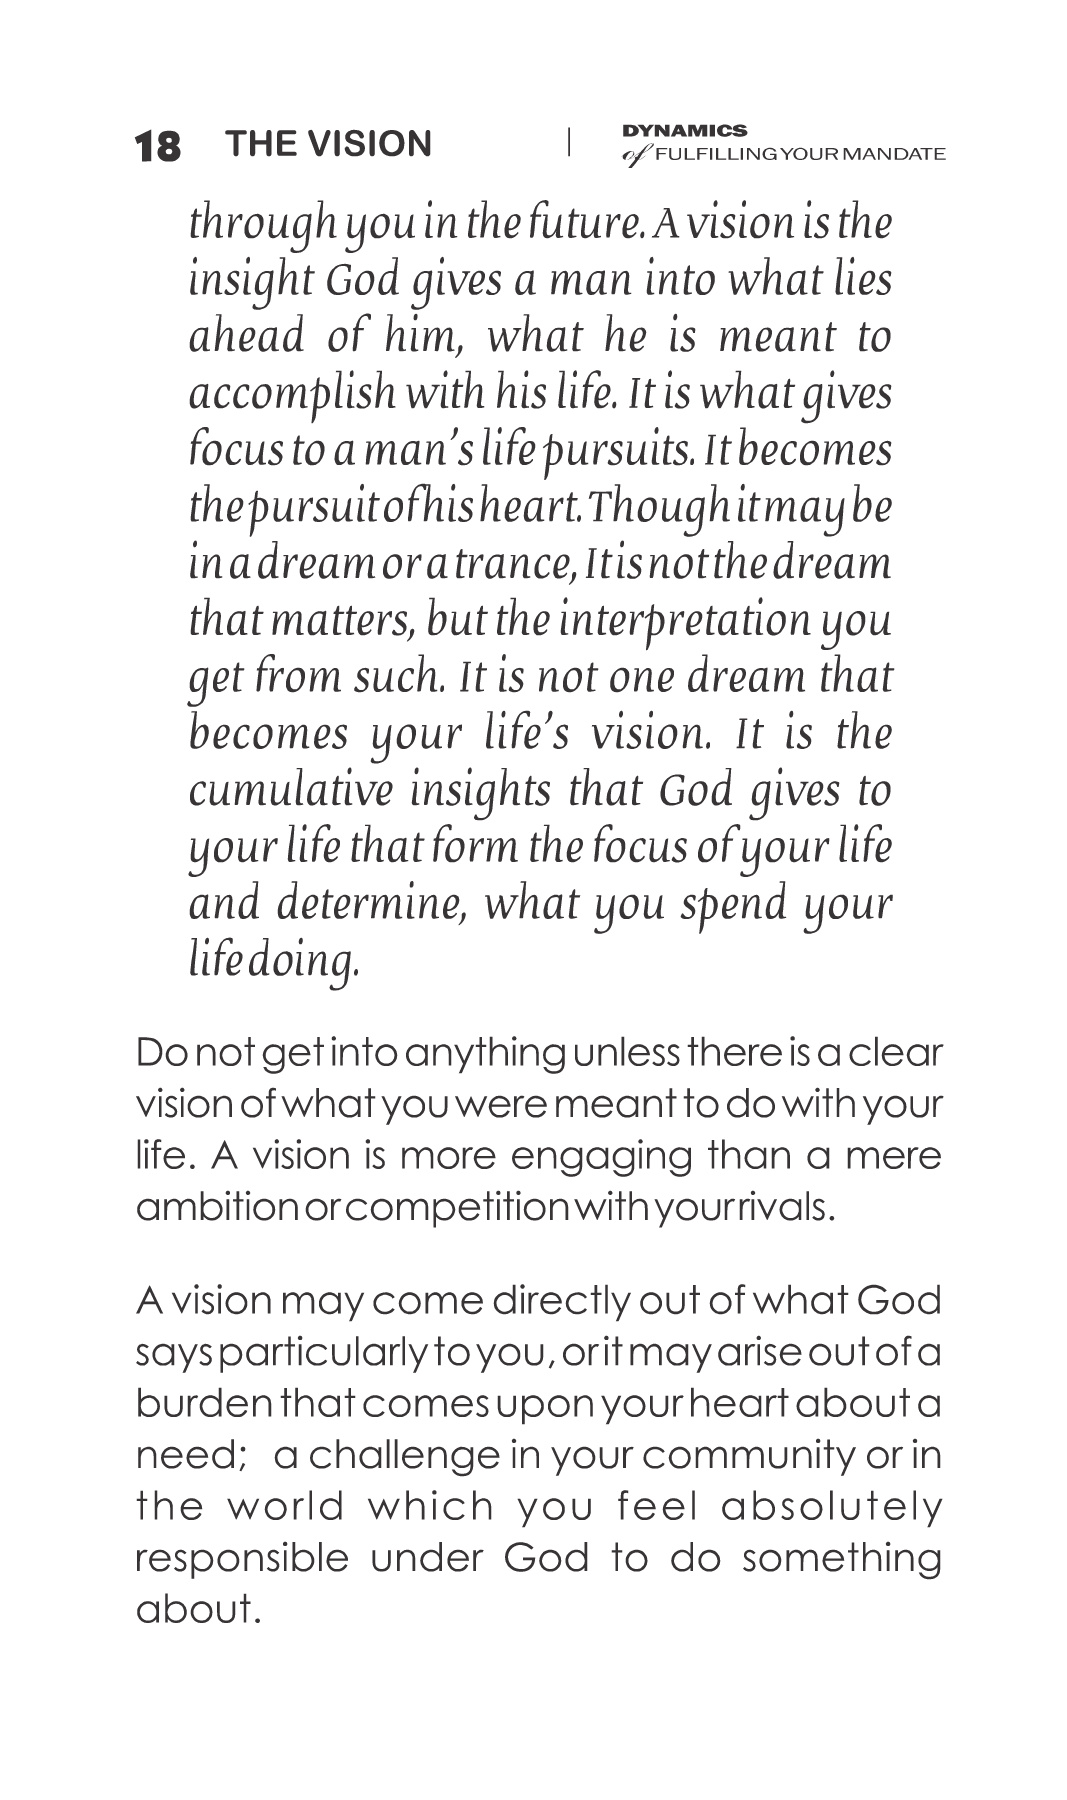 18 THE VISION | DYNAMICS
of FULFILLING YOUR MANDATE
through you in the future. A vision is the
insight God gives a man into what lies
ahead of him, what he is meant to
accomplish with his life. It is what gives
focus to a man’s life pursuits. It becomes
the pursuit of his heart. Though it may be
in a dream or a trance, It is not the dream
that matters, but the interpretation you
get from such. It is not one dream that
becomes your life’s vision. It is the
cumulative insights that God gives to
your life that form the focus of your life
and determine, what you spend your
life doing.
Do not get into anything unless there is a clear
vision of what you were meant to do with your
life. A vision is more engaging than a mere
ambition or competition with your rivals.
A vision may come directly out of what God
says particularly to you, or it may arise out of a
burden that comes upon your heart about a
need; a challenge in your community or in
the world which you feel absolutely
responsible under God to do something
about.